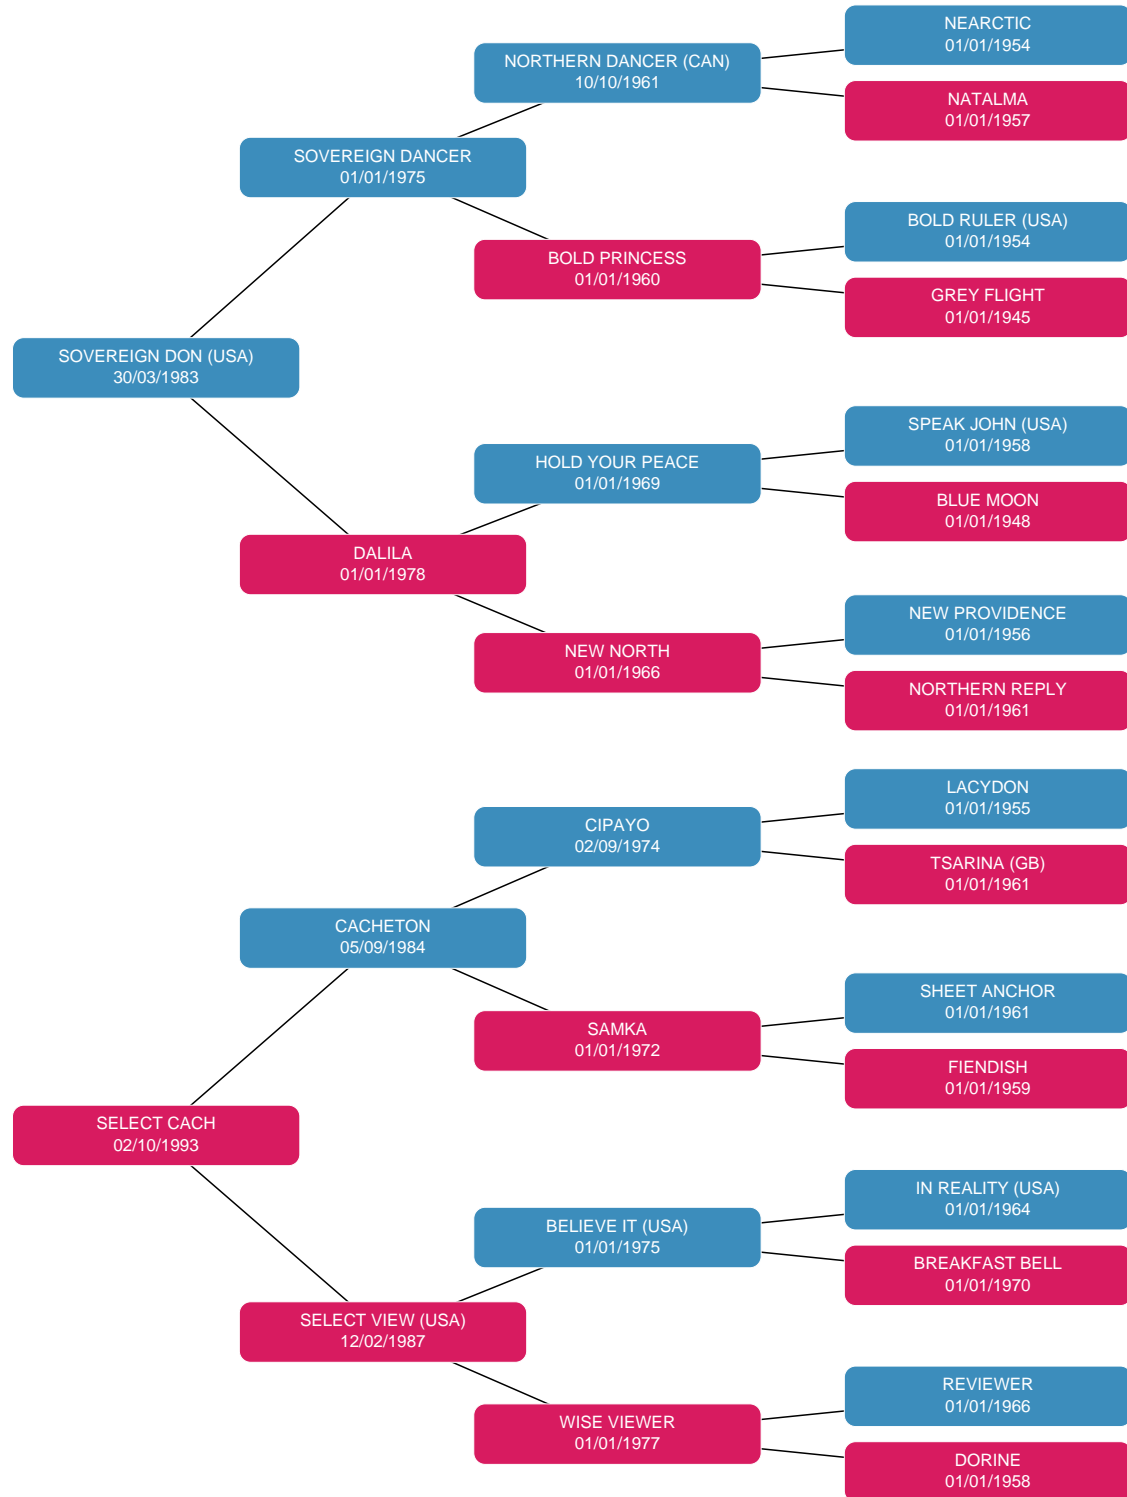 NEARCTIC
01/01/1954
NORTHERN DANCER (CAN)
10/10/1961
NATALMA
01/01/1957
SOVEREIGN DANCER
01/01/1975
BOLD RULER (USA)
01/01/1954
BOLD PRINCESS
01/01/1960
GREY FLIGHT
01/01/1945
SOVEREIGN DON (USA)
30/03/1983
SPEAK JOHN (USA)
01/01/1958
HOLD YOUR PEACE
01/01/1969
BLUE MOON
01/01/1948
DALILA
01/01/1978
NEW PROVIDENCE
01/01/1956
NEW NORTH
01/01/1966
NORTHERN REPLY
01/01/1961
LACYDON
01/01/1955
CIPAYO
02/09/1974
TSARINA (GB)
01/01/1961
CACHETON
05/09/1984
SHEET ANCHOR
01/01/1961
SAMKA
01/01/1972
FIENDISH
01/01/1959
SELECT CACH
02/10/1993
IN REALITY (USA)
01/01/1964
BELIEVE IT (USA)
01/01/1975
BREAKFAST BELL
01/01/1970
SELECT VIEW (USA)
12/02/1987
REVIEWER
01/01/1966
WISE VIEWER
01/01/1977
DORINE
01/01/1958